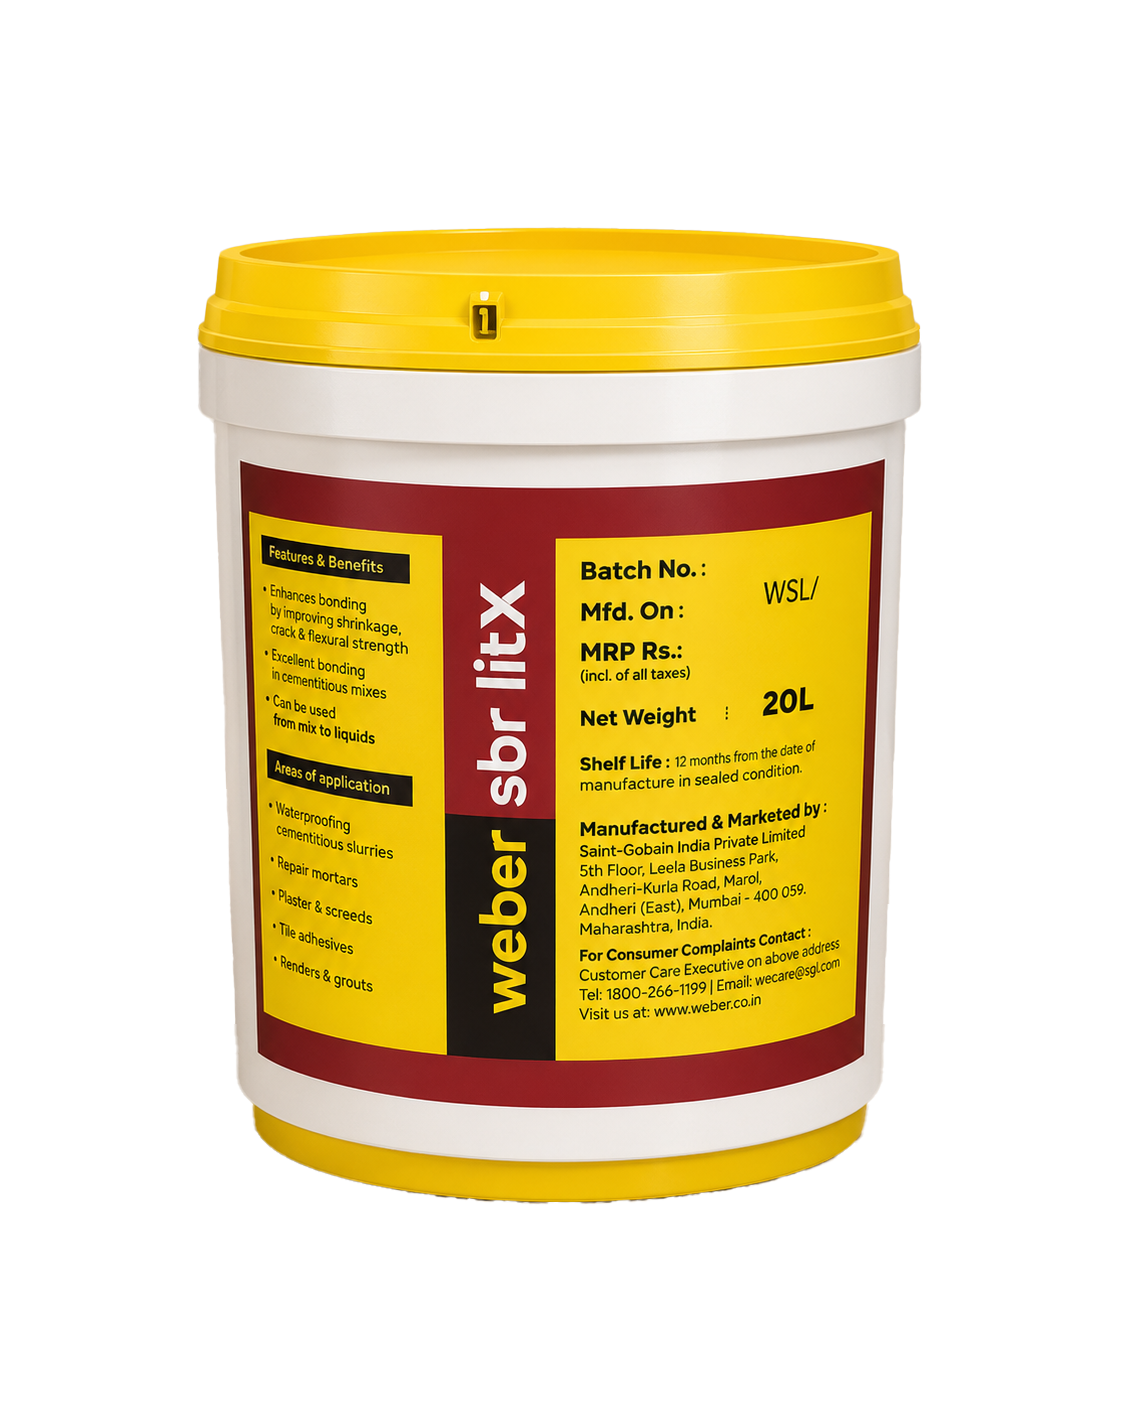 1
Features & Benefits
• Enhances bonding
by improving shrinkage,
crack & flexural strength
• Excellent bonding
in cementitious mixes
• Can be used
from mix to liquids
Areas of application
• Waterproofing
cementitious slurries
• Repair mortars
• Plaster & screeds
• Tile adhesives
• Renders & grouts
weber sbr litX
Batch No. :
WSL/
Mfd. On :
MRP Rs.:
(incl. of all taxes)
Net Weight : 20L
Shelf Life : 12 months from the date of
manufacture in sealed condition.
Manufactured & Marketed by :
Saint-Gobain India Private Limited
5th Floor, Leela Business Park,
Andheri-Kurla Road, Marol,
Andheri (East), Mumbai - 400 059.
Maharashtra, India.
For Consumer Complaints Contact :
Customer Care Executive on above address
Tel: 1800-266-1199 | Email: wecare@sgl.com
Visit us at: www.weber.co.in